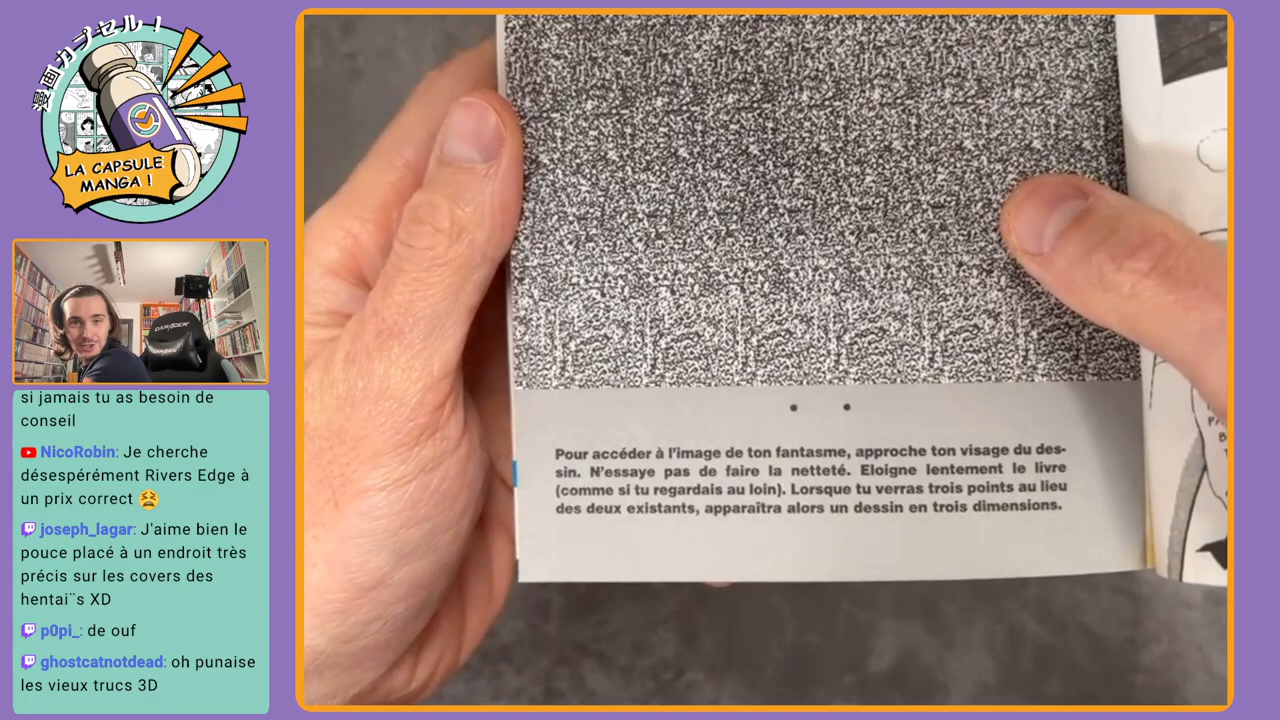 漫画カプセル！
LA CAPSULE
MANGA !
DXRACER
si jamais tu as besoin de
conseil
NicoRobin: Je cherche
désespérément Rivers Edge à
un prix correct 😫
joseph_lagar: J'aime bien le
pouce placé à un endroit très
précis sur les covers des
hentai¨s XD
p0pi_: de ouf
ghostcatnotdead: oh punaise
les vieux trucs 3D
Pour accéder à l'image de ton fantasme, approche ton visage du des-
sin. N'essaye pas de faire la netteté. Eloigne lentement le livre
(comme si tu regardais au loin). Lorsque tu verras trois points au lieu
des deux existants, apparaîtra alors un dessin en trois dimensions.